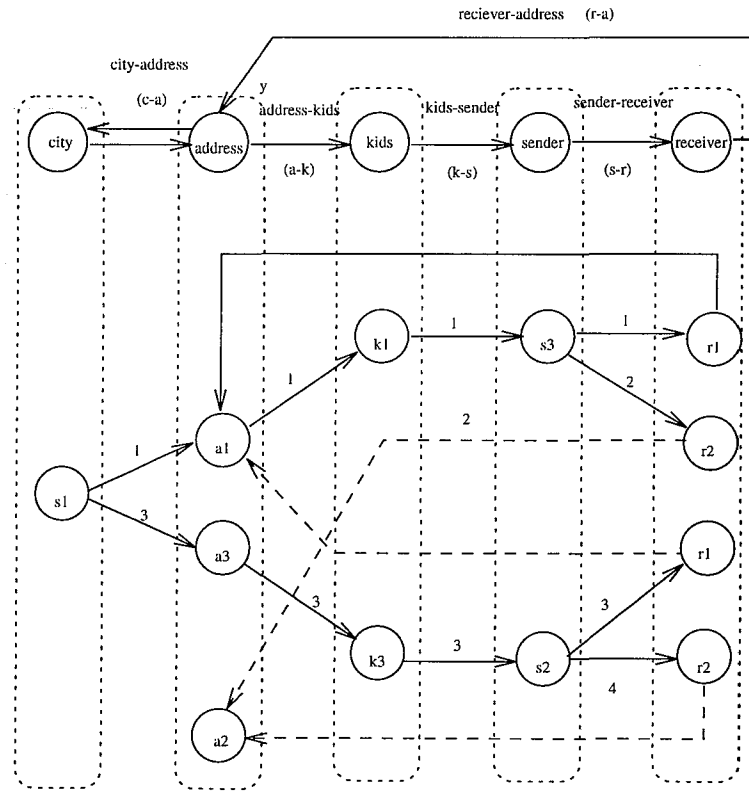 reciever-address (r-a)
city-address
(c-a)
y
address-kids
kids-sender
sender-receiver
city
address
kids
sender
receiver
(a-k)
(k-s)
(s-r)
k1
1
s3
1
r1
1
2
a1
2
r2
1
s1
3
a3
r1
3
3
k3
3
s2
4
r2
a2